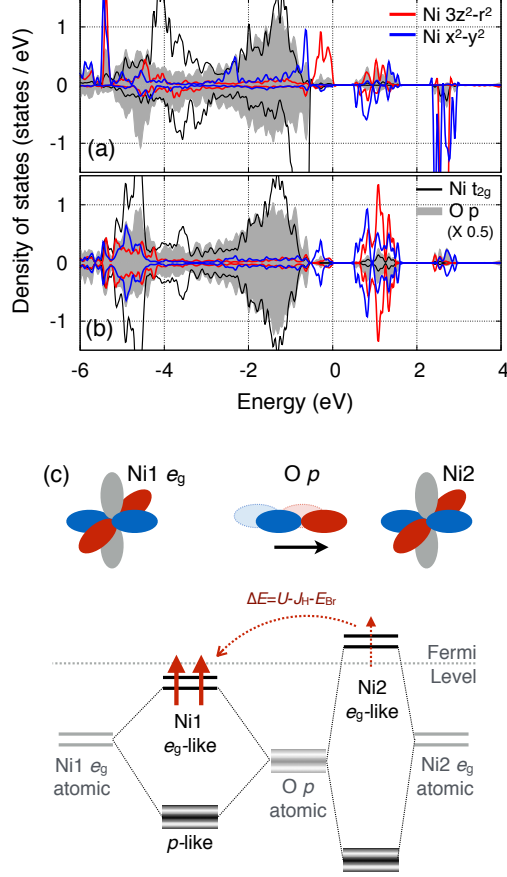 Density of states (states / eV)
1
0
-1
(a)
Ni 3z²-r²
Ni x²-y²
1
0
-1
(b)
Ni t2g
O p
(X 0.5)
-6 -4 -2 0 2 4
Energy (eV)
(c)
Ni1 eg
O p
Ni2
ΔE=U-JH-EBr
Fermi
Level
Ni1
eg-like
Ni2
eg-like
Ni1 eg
atomic
O p
atomic
Ni2 eg
atomic
p-like